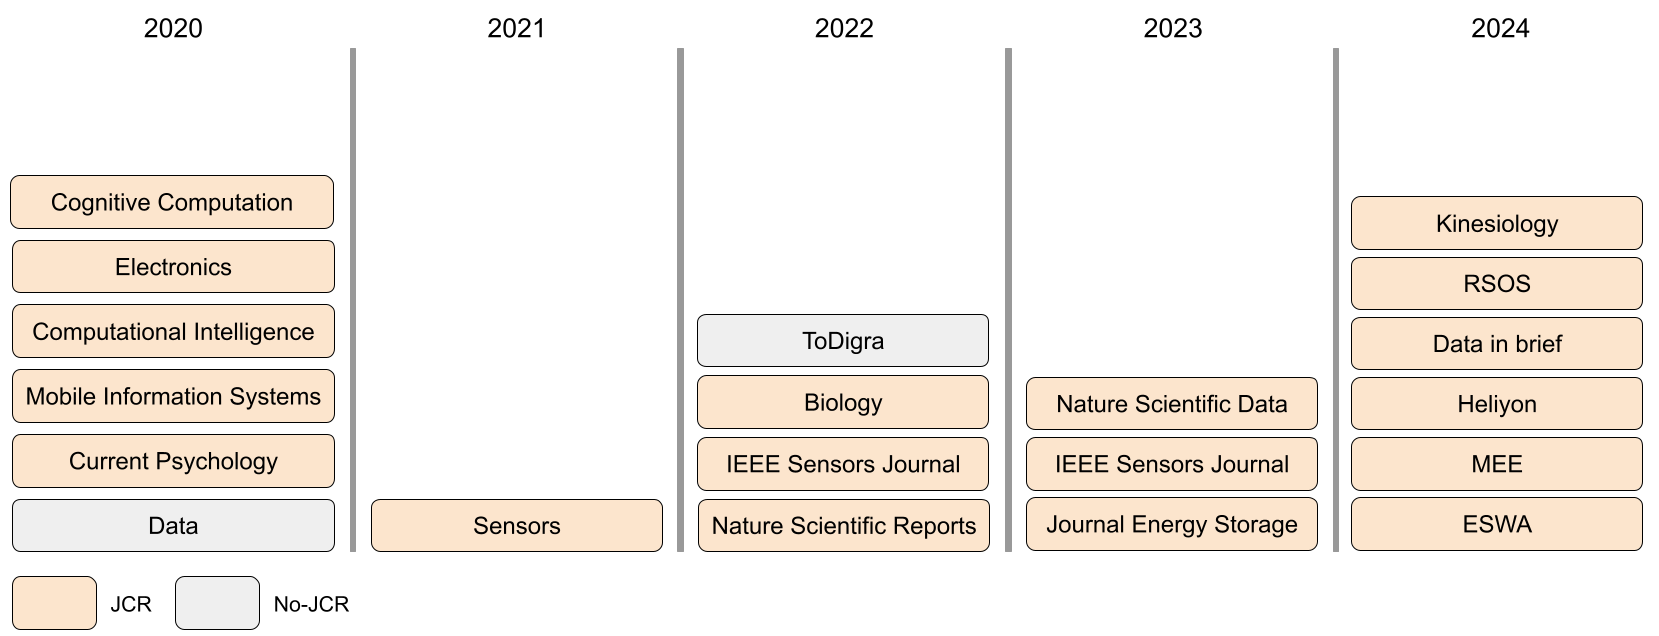 2020
2021
2022
2023
2024
Cognitive Computation
Electronics
Computational Intelligence
Mobile Information Systems
Current Psychology
Data
Sensors
ToDigra
Biology
IEEE Sensors Journal
Nature Scientific Reports
Nature Scientific Data
IEEE Sensors Journal
Journal Energy Storage
Kinesiology
RSOS
Data in brief
Heliyon
MEE
ESWA
JCR
No-JCR